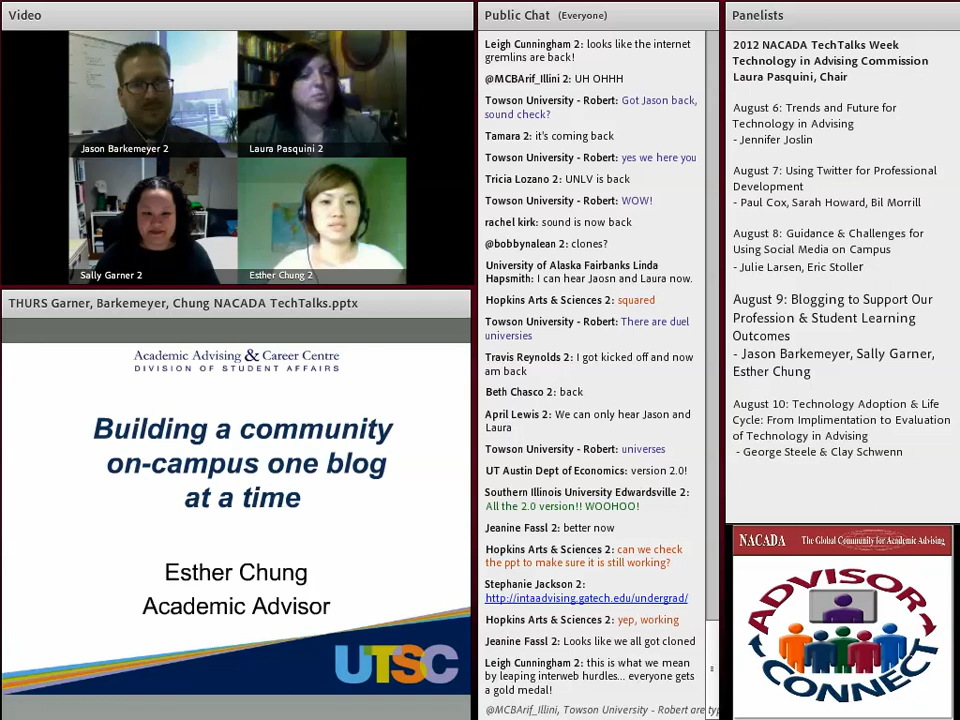 Video
Jason Barkemeyer 2
Laura Pasquini 2
Sally Garner 2
Esther Chung 2
THURS Garner, Barkemeyer, Chung NACADA TechTalks.pptx
Academic Advising & Career Centre
DIVISION OF STUDENT AFFAIRS
Building a community
on-campus one blog
at a time
Esther Chung
Academic Advisor
UTSC
Public Chat (Everyone)
Leigh Cunningham 2: looks like the internet
gremlins are back!
@MCBArif_Illini 2: UH OHHH
Towson University - Robert: Got Jason back,
sound check?
Tamara 2: it's coming back
Towson University - Robert: yes we here you
Tricia Lozano 2: UNLV is back
Towson University - Robert: WOW!
rachel kirk: sound is now back
@bobbynalean 2: clones?
University of Alaska Fairbanks Linda
Hapsmith: I can hear Jaosn and Laura now.
Hopkins Arts & Sciences 2: squared
Towson University - Robert: There are duel
universies
Travis Reynolds 2: I got kicked off and now
am back
Beth Chasco 2: back
April Lewis 2: We can only hear Jason and
Laura
Towson University - Robert: universes
UT Austin Dept of Economics: version 2.0!
Southern Illinois University Edwardsville 2:
All the 2.0 version!! WOOHOO!
Jeanine Fassl 2: better now
Hopkins Arts & Sciences 2: can we check
the ppt to make sure it is still working?
Stephanie Jackson 2:
http://intaadvising.gatech.edu/undergrad/
Hopkins Arts & Sciences 2: yep, working
Jeanine Fassl 2: Looks like we all got cloned
Leigh Cunningham 2: this is what we mean
by leaping interweb hurdles... everyone gets
a gold medal!
@MCBArif_Illini, Towson University - Robert are typ
Panelists
2012 NACADA TechTalks Week
Technology in Advising Commission
Laura Pasquini, Chair
August 6: Trends and Future for
Technology in Advising
- Jennifer Joslin
August 7: Using Twitter for Professional
Development
- Paul Cox, Sarah Howard, Bil Morrill
August 8: Guidance & Challenges for
Using Social Media on Campus
- Julie Larsen, Eric Stoller
August 9: Blogging to Support Our
Profession & Student Learning
Outcomes
- Jason Barkemeyer, Sally Garner,
Esther Chung
August 10: Technology Adoption & Life
Cycle: From Implimentation to Evaluation
of Technology in Advising
- George Steele & Clay Schwenn
NACADA The Global Community for Academic Advising
ADVISOR
CONNECT